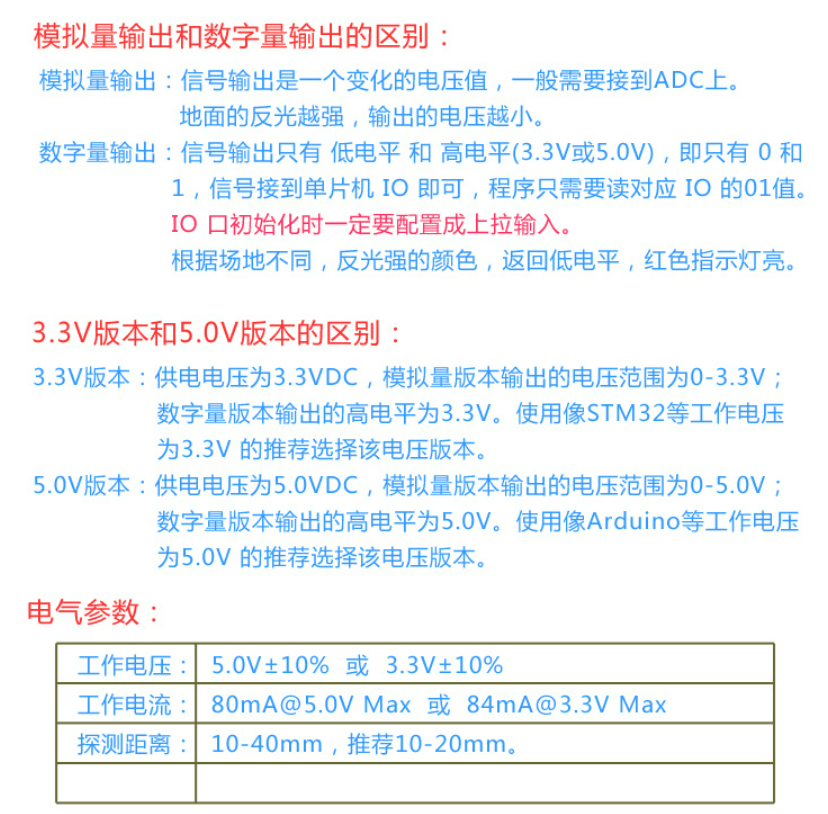 模拟量输出和数字量输出的区别：
模拟量输出：信号输出是一个变化的电压值，一般需要接到ADC上。
地面的反光越强，输出的电压越小。
数字量输出：信号输出只有 低电平 和 高电平(3.3V或5.0V)，即只有 0 和
1，信号接到单片机 IO 即可，程序只需要读对应 IO 的01值。
IO 口初始化时一定要配置成上拉输入。
根据场地不同，反光强的颜色，返回低电平，红色指示灯亮。
3.3V版本和5.0V版本的区别：
3.3V版本：供电电压为3.3VDC，模拟量版本输出的电压范围为0-3.3V；
数字量版本输出的高电平为3.3V。使用像STM32等工作电压
为3.3V 的推荐选择该电压版本。
5.0V版本：供电电压为5.0VDC，模拟量版本输出的电压范围为0-5.0V；
数字量版本输出的高电平为5.0V。使用像Arduino等工作电压
为5.0V 的推荐选择该电压版本。
电气参数：
工作电压： 5.0V±10% 或 3.3V±10%
工作电流： 80mA@5.0V Max 或 84mA@3.3V Max
探测距离： 10-40mm，推荐10-20mm。